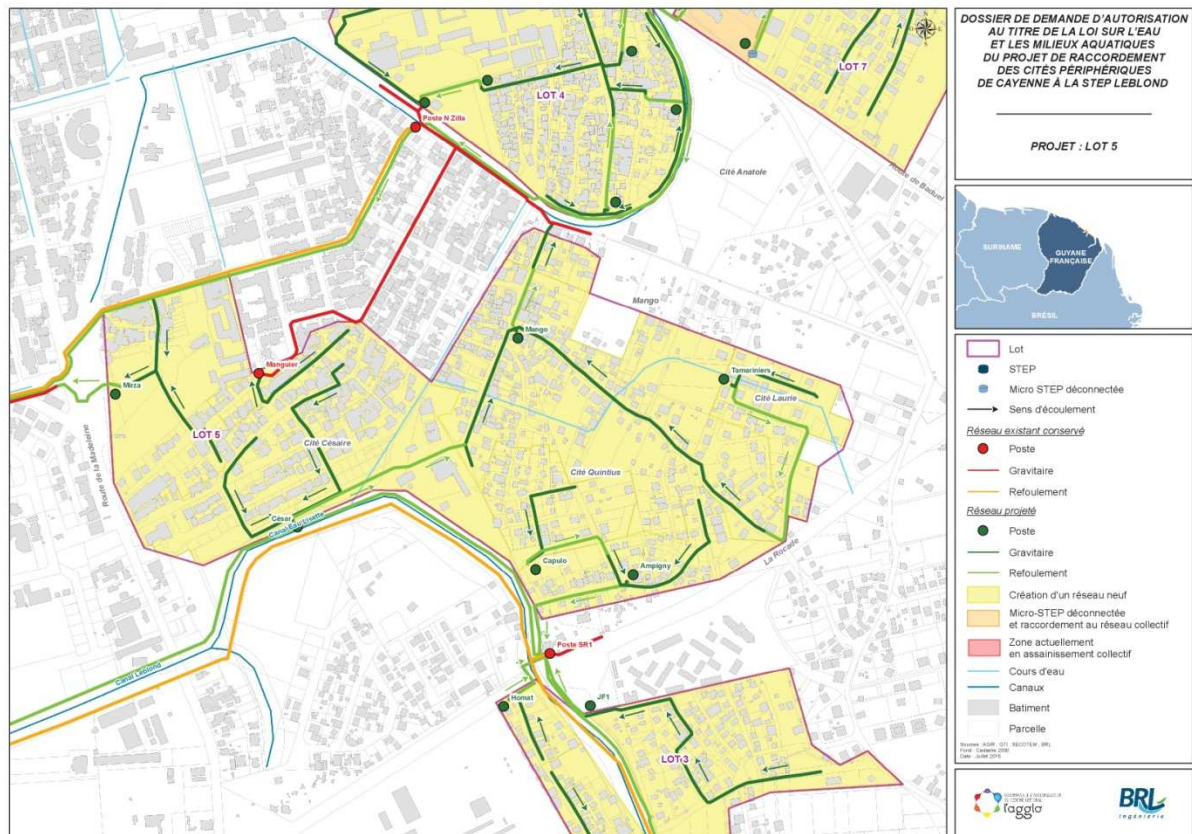 DOSSIER DE DEMANDE D'AUTORISATION
AU TITRE DE LA LOI SUR L'EAU
ET LES MILIEUX AQUATIQUES
DU PROJET DE RACCORDEMENT
DES CITÉS PÉRIPHÉRIQUES
DE CAYENNE À LA STEP LEBLOND
PROJET : LOT 5
SURINAME
GUYANE
FRANÇAISE
BRÉSIL
Lot
STEP
Micro STEP déconnectée
Sens d'écoulement
Réseau existant conservé
Poste
Gravitaire
Refoulement
Réseau projeté
Poste
Gravitaire
Refoulement
Création d'un réseau neuf
Micro-STEP déconnectée
et raccordement au réseau collectif
Zone actuellement
en assainissement collectif
Cours d'eau
Canaux
Batiment
Parcelle
l'agglo
BRL
Ingénierie
LOT 7
LOT 4
Poste N Zilla
Cité Anatole
Route de Baduel
Mango
Mango
Manguier
Mirza
Tamariniers
Cité Laurie
LOT 5
Cité Césaire
Route de la Madeleine
Cité Quintius
César
La Rocade
Capulo
Ampigny
Poste SR1
Canal Leblond
Homat
JF1
LOT 3